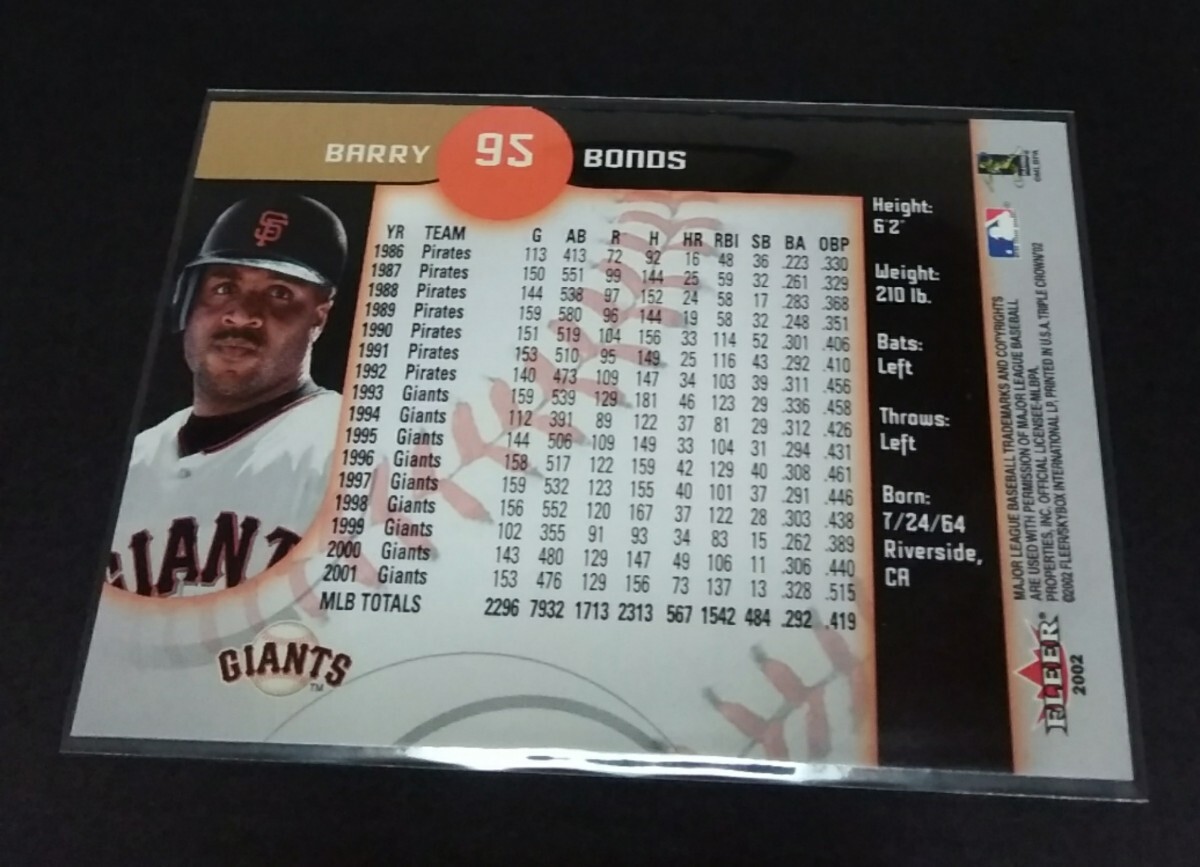 BARRY 95 BONDS
SF
GIANT
YR TEAM G AB R H HR RBI SB BA OBP
1986 Pirates 113 413 72 92 16 48 36 .223 .330
1987 Pirates 150 551 99 144 25 59 32 .261 .329
1988 Pirates 144 538 97 152 24 58 17 .283 .368
1989 Pirates 159 580 96 144 19 58 32 .248 .351
1990 Pirates 151 519 104 156 33 114 52 .301 .406
1991 Pirates 153 510 95 149 25 116 43 .292 .410
1992 Pirates 140 473 109 147 34 103 39 .311 .456
1993 Giants 159 539 129 181 46 123 29 .336 .458
1994 Giants 112 391 89 122 37 81 29 .312 .426
1995 Giants 144 506 109 149 33 104 31 .294 .431
1996 Giants 158 517 122 159 42 129 40 .308 .461
1997 Giants 159 532 123 155 40 101 37 .291 .446
1998 Giants 156 552 120 167 37 122 28 .303 .438
1999 Giants 102 355 91 93 34 83 15 .262 .389
2000 Giants 143 480 129 147 49 106 11 .306 .440
2001 Giants 153 476 129 156 73 137 13 .328 .515
MLB TOTALS 2296 7932 1713 2313 567 1542 484 .292 .419
GIANTS
TM
Height:
6'2"
Weight:
210 lb.
Bats:
Left
Throws:
Left
Born:
7/24/64
Riverside,
CA
MAJOR LEAGUE BASEBALL TRADEMARKS AND COPYRIGHTS
ARE USED WITH PERMISSION OF MAJOR LEAGUE BASEBALL
PROPERTIES, INC. OFFICIAL LICENSEE-MLBPA.
©2002 FLEER/SKYBOX INTERNATIONAL LP. PRINTED IN U.S.A. TRIPLE CROWN/'02
FLEER®
2002